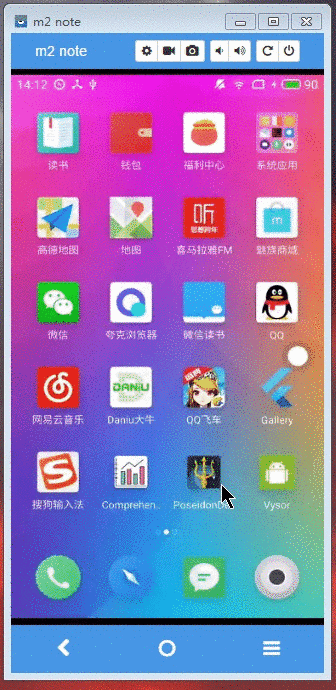 m2 note
m2 note
14:12
90
读书
钱包
福利中心
系统应用
高德地图
地图
听
喜马拉雅FM
m
魅族商城
微信
夸克浏览器
微信读书
QQ
网易云音乐
DANIU
Daniu大牛
QQ飞车
Gallery
搜狗输入法
Comprehen..
Vysor